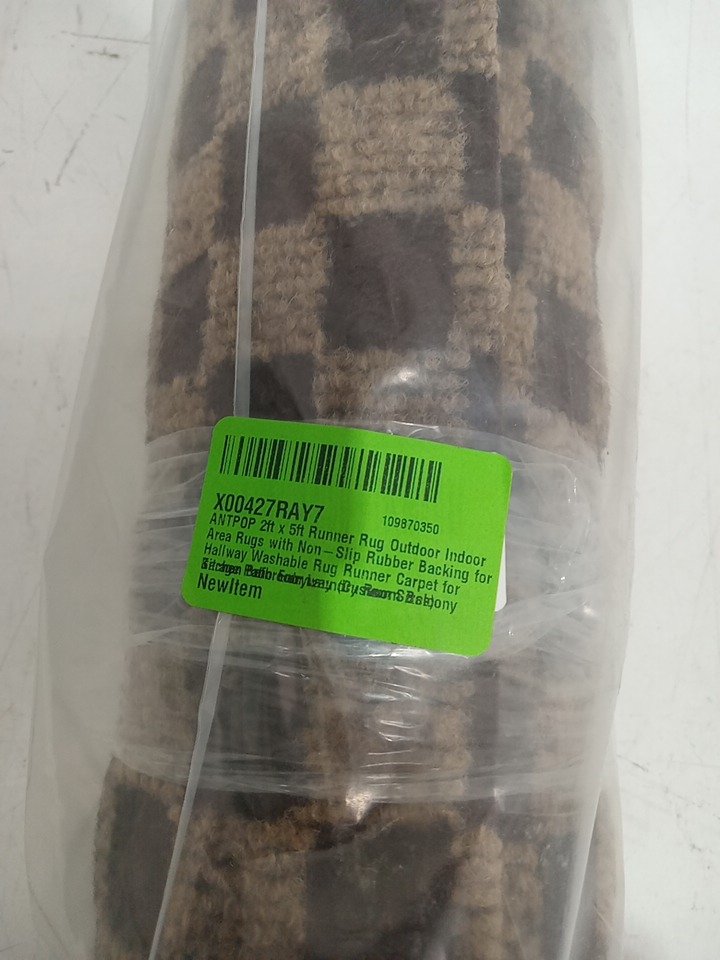 X00427RAY7
109870350
ANTPOP 2ft x 5ft Runner Rug Outdoor Indoor
Area Rugs with Non-Slip Rubber Backing for
Hallway Washable Rug Runner Carpet for
NewItem